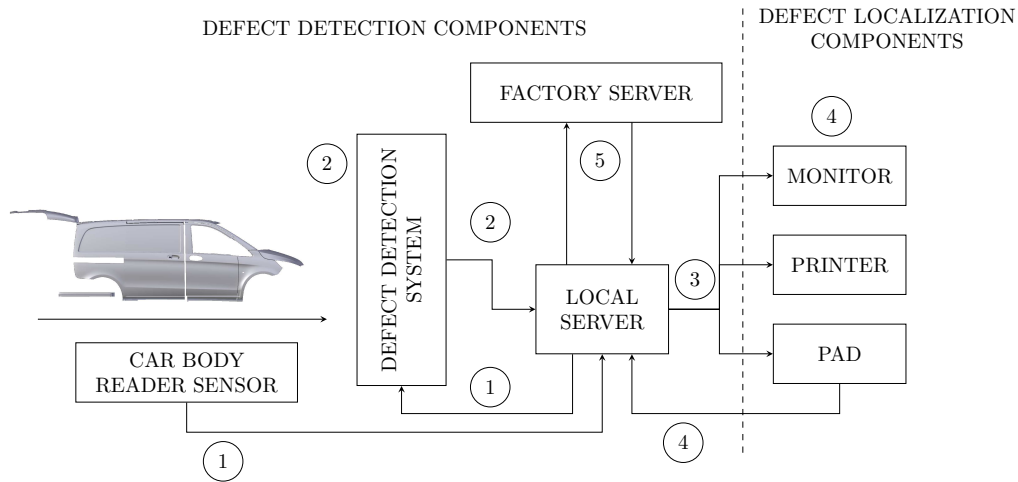 DEFECT DETECTION COMPONENTS
DEFECT LOCALIZATION
COMPONENTS
FACTORY SERVER
4
2
5
MONITOR
DEFECT DETECTION
SYSTEM
2
3
PRINTER
LOCAL
SERVER
CAR BODY
READER SENSOR
PAD
1
4
1